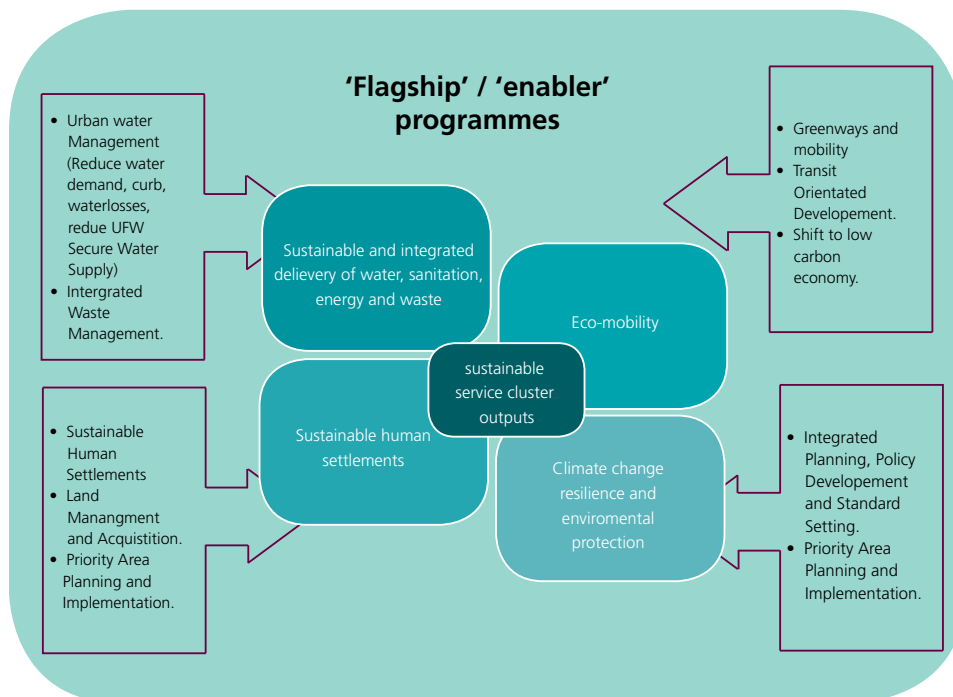 ‘Flagship’ / ‘enabler’
programmes
• Urban water
Management
(Reduce water
demand, curb,
waterlosses,
redue UFW
Secure Water
Supply)
• Intergrated
Waste
Management.
• Greenways and
mobility
• Transit
Orientated
Developement.
• Shift to low
carbon
economy.
Sustainable and integrated
delievery of water, sanitation,
energy and waste
Eco-mobility
sustainable
service cluster
outputs
Sustainable human
settlements
Climate change
resilience and
enviromental
protection
• Sustainable
Human
Settlements
• Land
Manangment
and Acquistition.
• Priority Area
Planning and
Implementation.
• Integrated
Planning, Policy
Developement
and Standard
Setting.
• Priority Area
Planning and
Implementation.